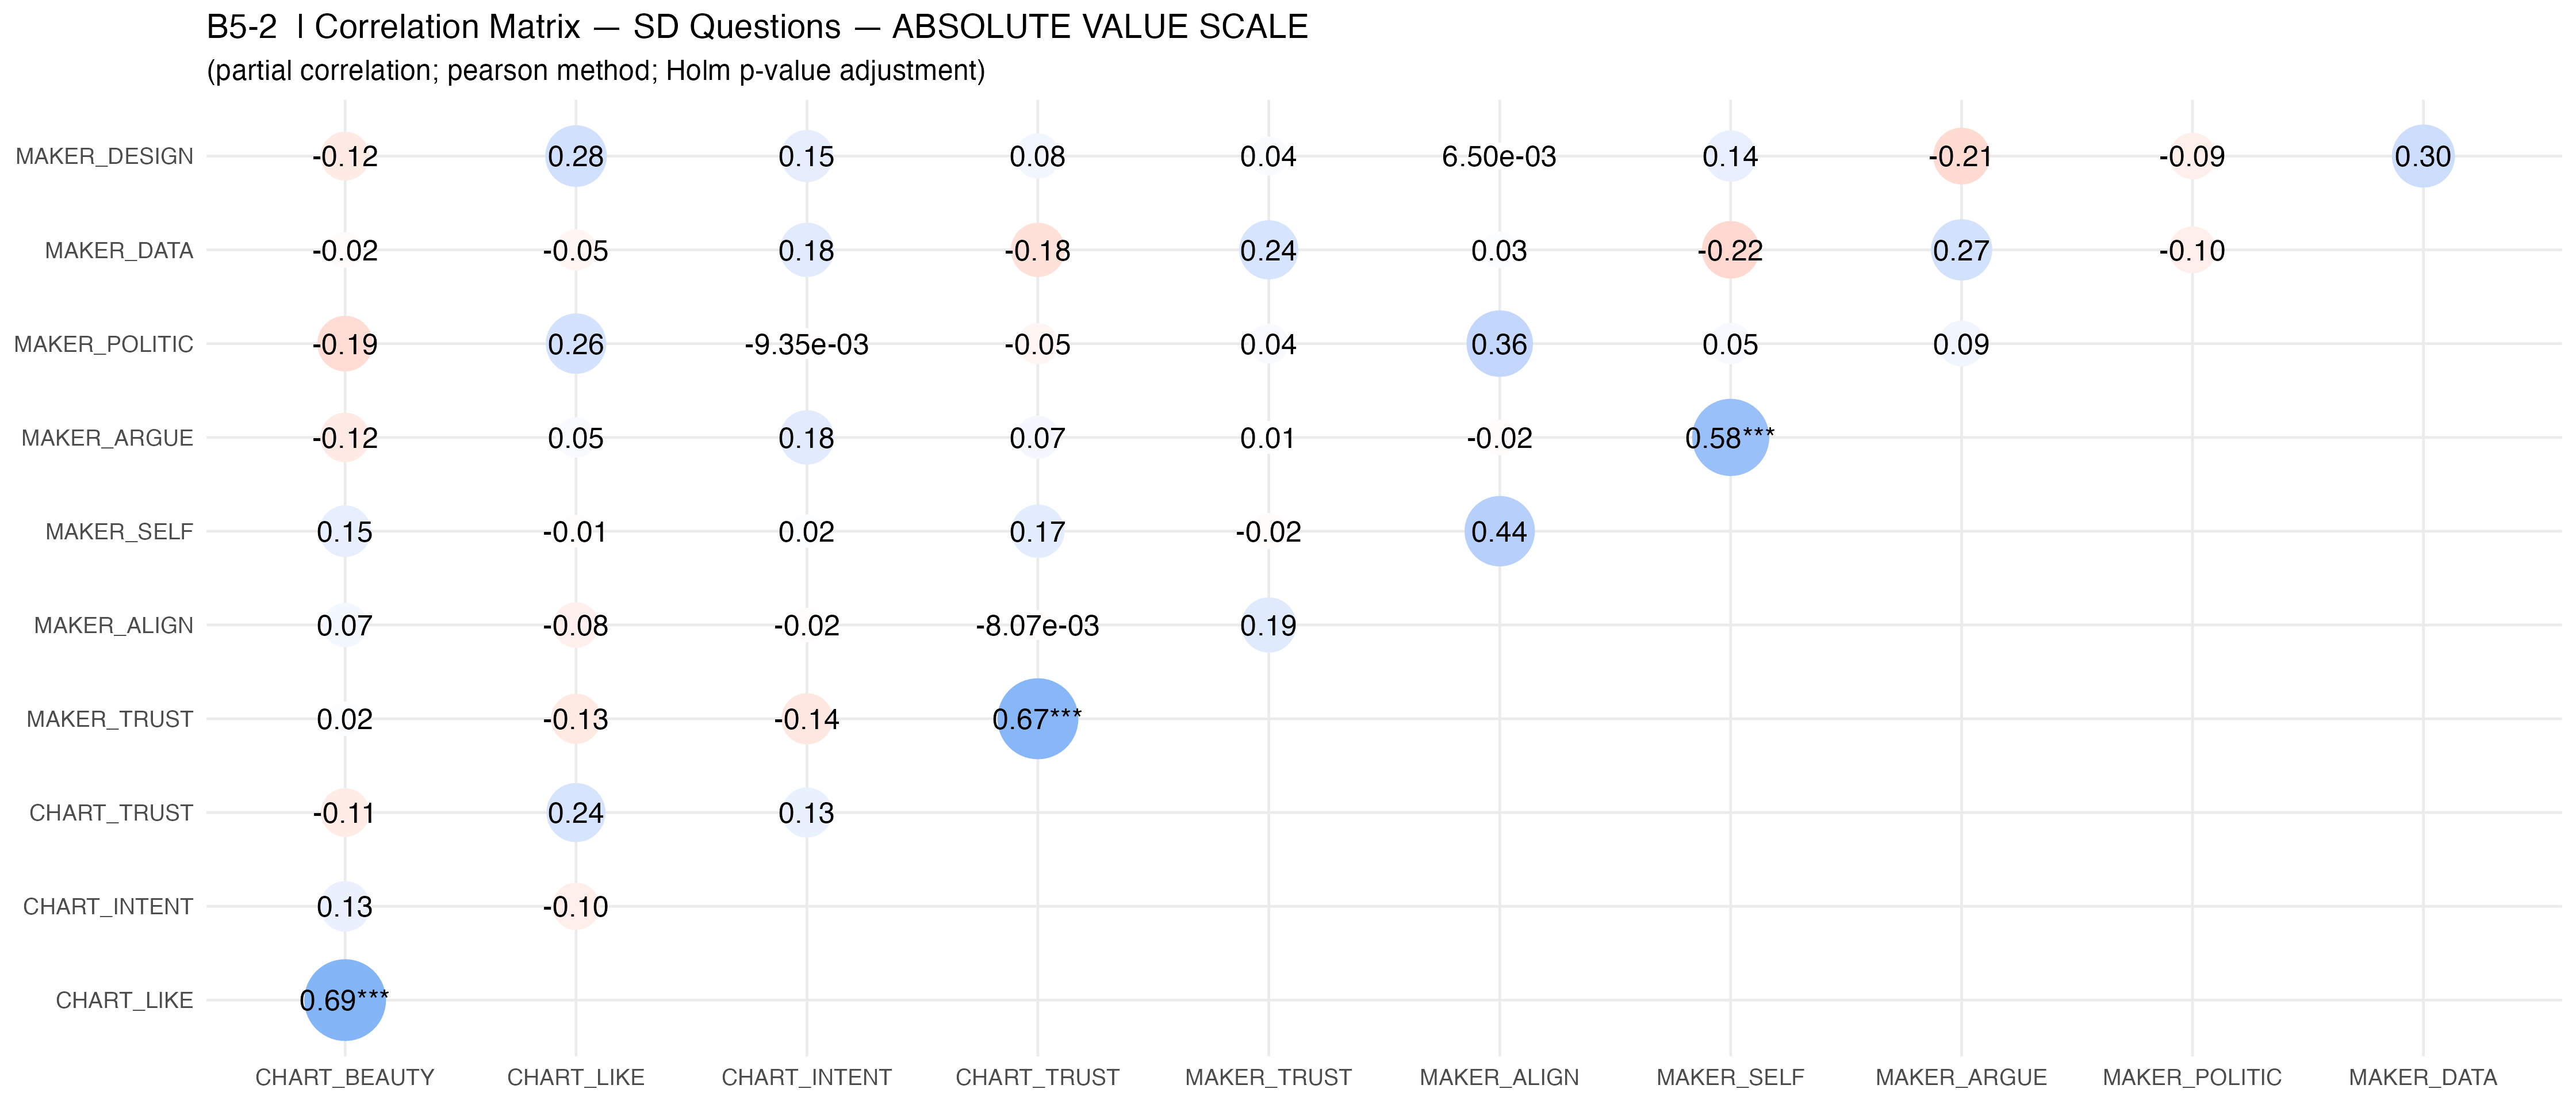 B5-2 | Correlation Matrix — SD Questions — ABSOLUTE VALUE SCALE
(partial correlation; pearson method; Holm p-value adjustment)
MAKER_DESIGN -0.12 0.28 0.15 0.08 0.04 6.50e-03 0.14 -0.21 -0.09 0.30
MAKER_DATA -0.02 -0.05 0.18 -0.18 0.24 0.03 -0.22 0.27 -0.10
MAKER_POLITIC -0.19 0.26 -9.35e-03 -0.05 0.04 0.36 0.05 0.09
MAKER_ARGUE -0.12 0.05 0.18 0.07 0.01 -0.02 0.58***
MAKER_SELF 0.15 -0.01 0.02 0.17 -0.02 0.44
MAKER_ALIGN 0.07 -0.08 -0.02 -8.07e-03 0.19
MAKER_TRUST 0.02 -0.13 -0.14 0.67***
CHART_TRUST -0.11 0.24 0.13
CHART_INTENT 0.13 -0.10
CHART_LIKE 0.69***
CHART_BEAUTY CHART_LIKE CHART_INTENT CHART_TRUST MAKER_TRUST MAKER_ALIGN MAKER_SELF MAKER_ARGUE MAKER_POLITIC MAKER_DATA